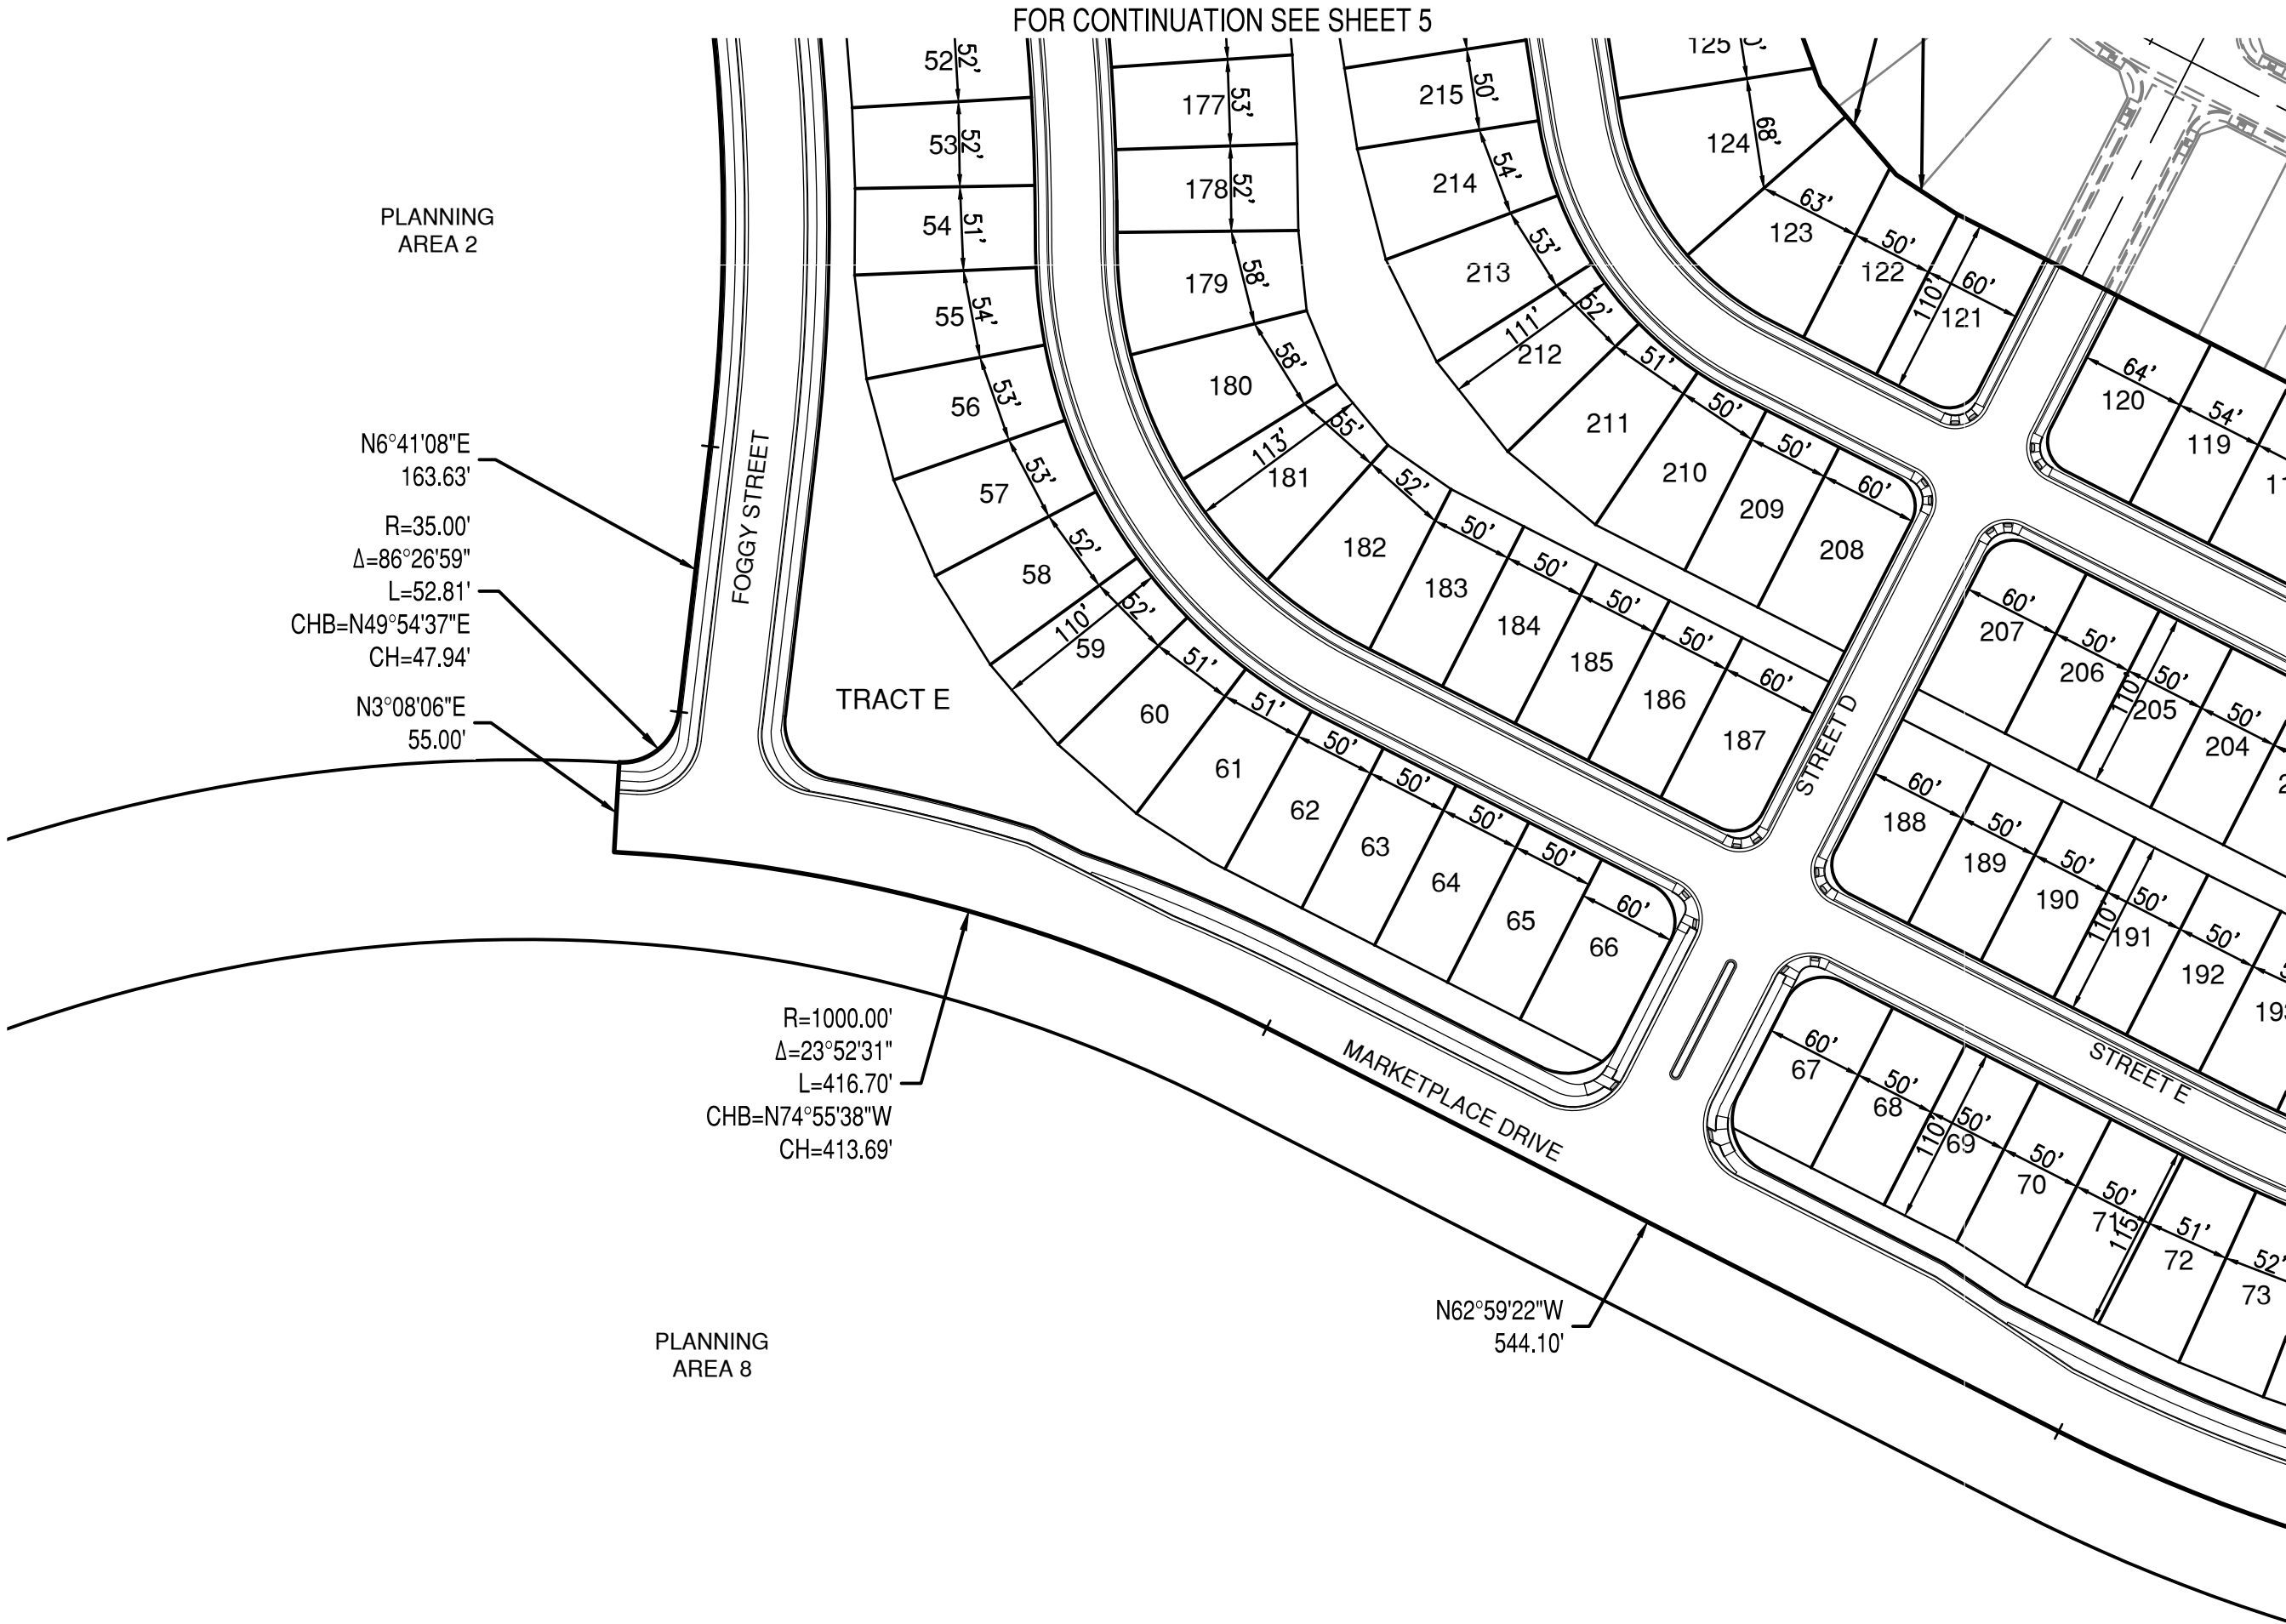 FOR CONTINUATION SEE SHEET 5
PLANNING
AREA 2
N6°41'08"E
163.63'
R=35.00'
Δ=86°26'59"
L=52.81'
CHB=N49°54'37"E
CH=47.94'
N3°08'06"E
55.00'
FOGGY STREET
TRACT E
R=1000.00'
Δ=23°52'31"
L=416.70'
CHB=N74°55'38"W
CH=413.69'
PLANNING
AREA 8
MARKETPLACE DRIVE
N62°59'22"W
544.10'
STREET D
STREET E
52 52'
53 52'
54 51'
55 54'
56 53'
57 53'
58 52'
59 52'
110'
60 51'
61 51'
62 50'
63 50'
64 50'
65 50'
66 60'
67 60'
68 50'
69 50'
110'
70 50'
71 50'
115'
72 51'
73 52'
177 53'
178 52'
179 58'
180 58'
181 55'
113'
182 52'
183 50'
184 50'
185 50'
186 50'
187 60'
215 50'
214 54'
213 53'
212 52'
111'
211 51'
210 50'
209 50'
208 60'
125
124 68'
123 63'
122 50'
121 60'
110'
120 64'
119 54'
207 60'
206 50'
205 50'
110'
204 50'
188 60'
189 50'
190 50'
191 50'
110'
192 50'